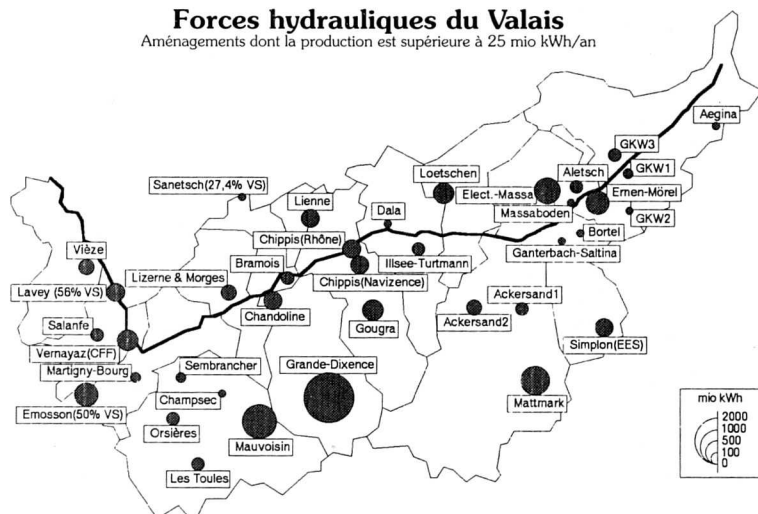 Forces hydrauliques du Valais
Aménagements dont la production est supérieure à 25 mio kWh/an
Aegina
GKW3
Loetschen
Aletsch
GKW1
Sanetsch(27,4% VS)
Elect.-Massa
Lienne
Ernen-Mörel
Dala
Massaboden
GKW2
Chippis(Rhône)
Bortel
Vièze
Bramois
Illsee-Turtmann
Ganterbach-Saltina
Lizerne & Morges
Chippis(Navizence)
Lavey (56% VS)
Chandoline
Ackersand1
Salanfe
Gougra
Ackersand2
Vernayaz(CFF)
Simplon(EES)
Martigny-Bourg
Sembrancher
Grande-Dixence
Champsec
Mattmark
mio kWh
Emosson(50% VS)
2000
1000
Orsières
Mauvoisin
500
100
Les Toules
0